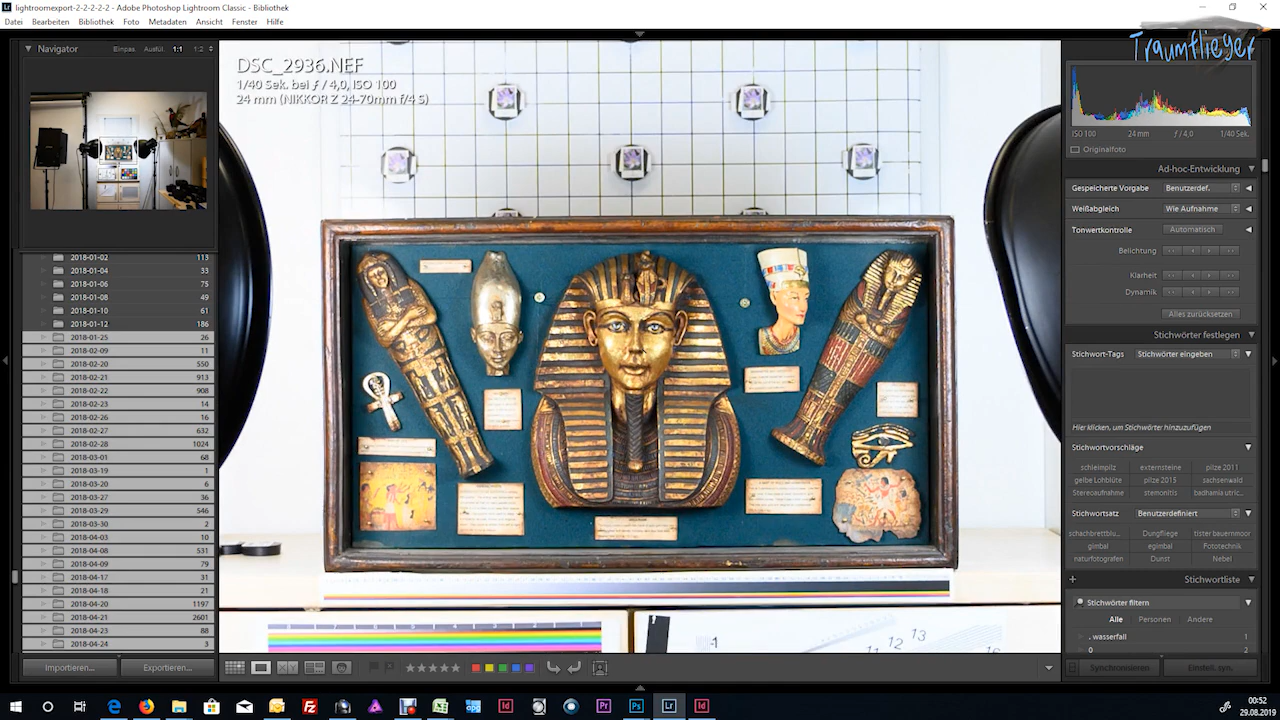 lightroomexport-2-2-2-2-2 - Adobe Photoshop Lightroom Classic - Bibliothek
Datei Bearbeiten Bibliothek Foto Metadaten Ansicht Fenster Hilfe
Traumflieger
Navigator Einpas. Ausfül. 1:1 1:2
DSC_2936.NEF
1/40 Sek. bei ƒ / 4,0, ISO 100
24 mm (NIKKOR Z 24-70mm f/4 S)
ISO 100 24 mm ƒ / 4,0 1/40 Sek.
Originalfoto
Ad-hoc-Entwicklung
Gespeicherte Vorgabe Benutzerdef.
Weißabgleich Wie Aufnahme
Tonwertkontrolle Automatisch
Belichtung
Klarheit
Dynamik
Alles zurücksetzen
Stichwörter festlegen
Stichwort-Tags Stichwörter eingeben
Hier klicken, um Stichwörter hinzuzufügen
Stichwortvorschläge
schleimpilz externsteine pilze 2011
gelbe Lohblüte pilze 2015 sachsenwald
Stereoaufnahme stemonitis badhamia utric...
Stichwortsatz Benutzerdefiniert
schachbrettblu... Dungfliege tister bauernmoor
gimbal egimbal Fototechnik
naturfotografen Dunst Nebel
Stichwortliste
Stichwörter filtern
Alle Personen Andere
. wasserfall 1
0 2
Synchronisieren Einstell. syn.
2018-01-02 113
2018-01-04 33
2018-01-06 75
2018-01-08 49
2018-01-10 61
2018-01-12 186
2018-01-25 26
2018-02-09 11
2018-02-20 550
2018-02-21 913
2018-02-22 908
2018-02-23 14
2018-02-26 16
2018-02-27 632
2018-02-28 1024
2018-03-01 68
2018-03-19 1
2018-03-20 6
2018-03-27 36
2018-03-29 546
2018-03-30 2
2018-04-03 10
2018-04-08 531
2018-04-09 79
2018-04-17 31
2018-04-18 21
2018-04-20 1197
2018-04-21 2601
2018-04-23 88
2018-04-24 3
Importieren... Exportieren...
11 12 13
00:52
29.08.2019